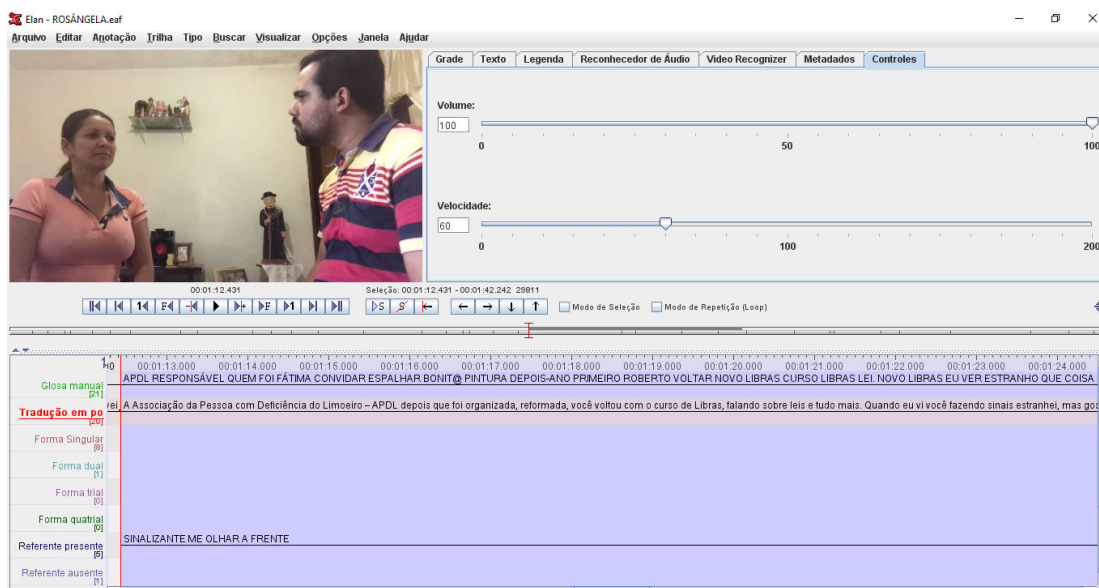 Elan - ROSÂNGELA.eaf
Arquivo Editar Anotação Trilha Tipo Buscar Visualizar Opções Janela Ajudar
Grade Texto Legenda Reconhecedor de Áudio Video Recognizer Metadados Controles
Volume:
100
0 50 100
Velocidade:
60
0 100 200
00:01:12.431
Seleção: 00:01:12.431 - 00:01:42.242 29811
Modo de Seleção Modo de Repetição (Loop)
00:01:13.000 00:01:14.000 00:01:15.000 00:01:16.000 00:01:17.000 00:01:18.000 00:01:19.000 00:01:20.000 00:01:21.000 00:01:22.000 00:01:23.000 00:01:24.000
Glosa manual
[21]
APDL RESPONSÁVEL QUEM FOI FÁTIMA CONVIDAR ESPALHAR BONIT@ PINTURA DEPOIS-ANO PRIMEIRO ROBERTO VOLTAR NOVO LIBRAS CURSO LIBRAS LEI. NOVO LIBRAS EU VER ESTRANHO QUE COISA
Tradução em po
[20]
A Associação da Pessoa com Deficiência do Limoeiro – APDL depois que foi organizada, reformada, você voltou com o curso de Libras, falando sobre leis e tudo mais. Quando eu vi você fazendo sinais estranhei, mas gos
Forma Singular
[8]
Forma dual
[1]
Forma trial
[0]
Forma quatrial
[0]
Referente presente
[5]
SINALIZANTE ME OLHAR A FRENTE
Referente ausente
[1]